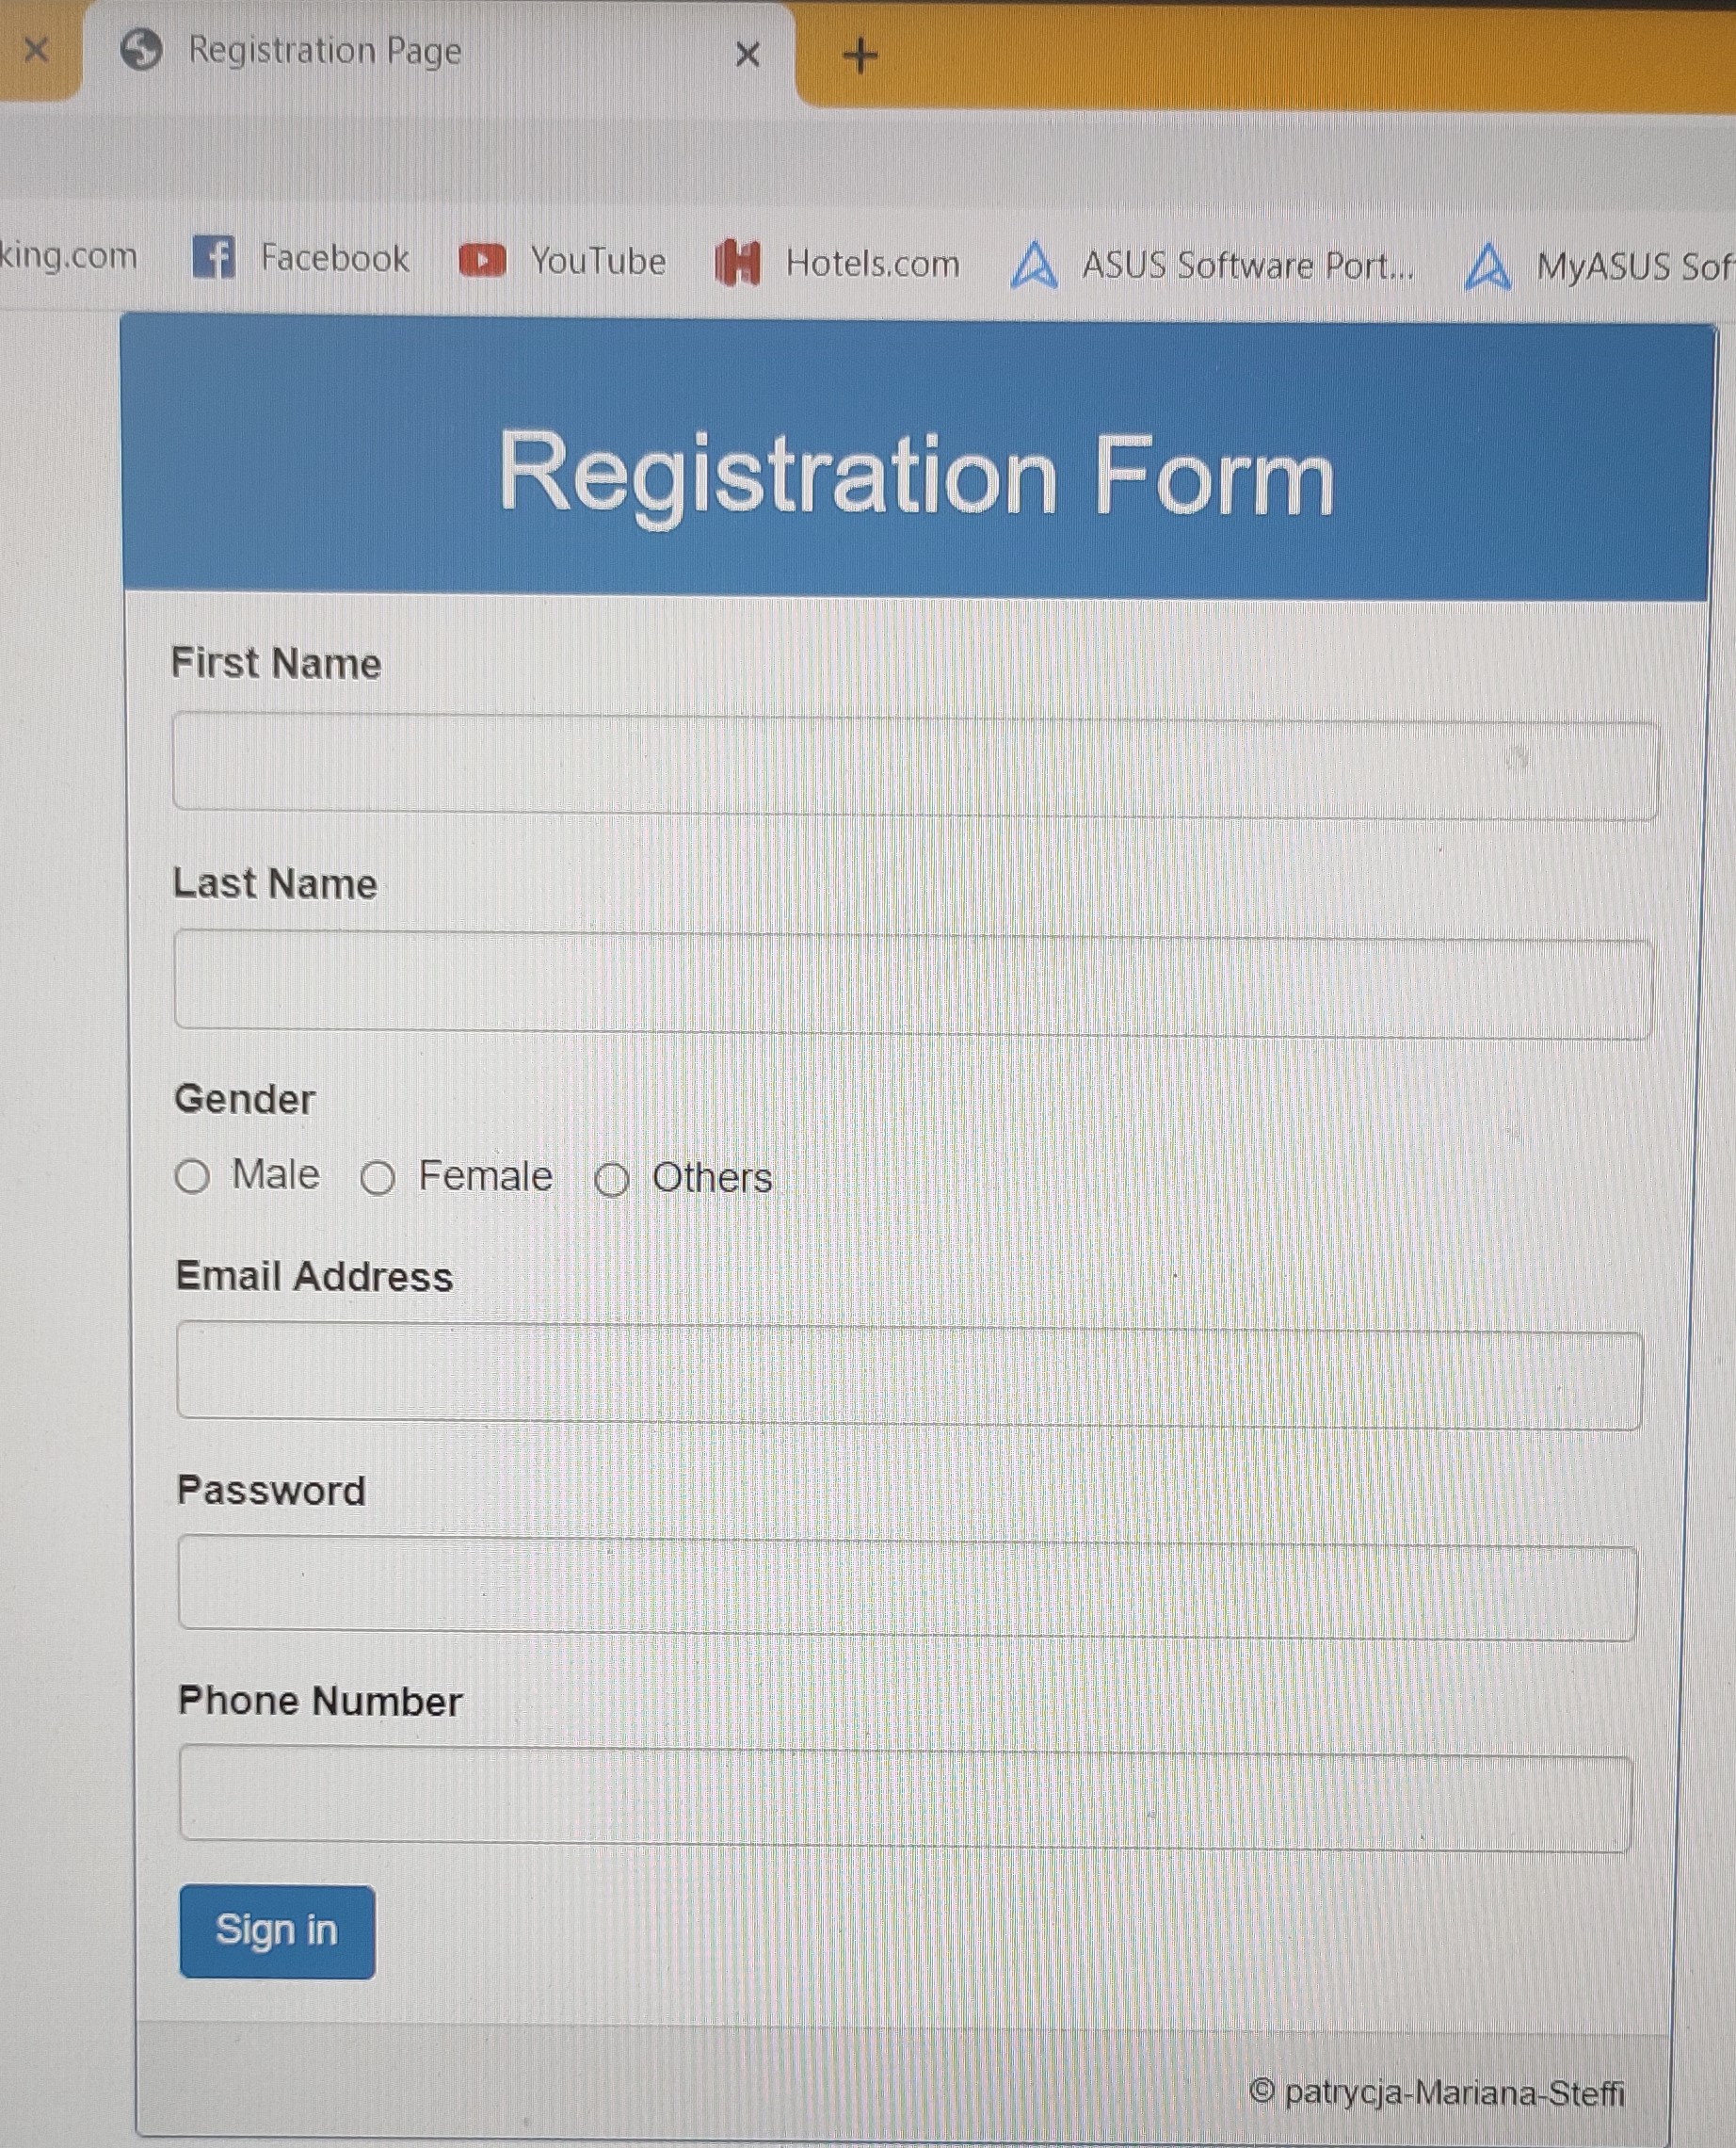 Registration Page
king.com Facebook YouTube Hotels.com ASUS Software Port... MyASUS Sof
Registration Form
First Name
Last Name
Gender
Male Female Others
Email Address
Password
Phone Number
Sign in
© patrycja-Mariana-Steffi